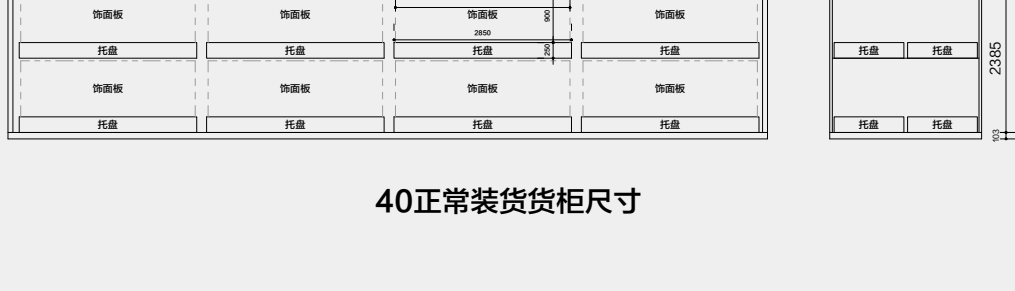 饰面板 饰面板 饰面板 饰面板
900
2850
托盘 托盘 托盘 托盘 托盘 托盘
250
2385
饰面板 饰面板 饰面板 饰面板
托盘 托盘 托盘 托盘 托盘 托盘
103
40正常装货货柜尺寸